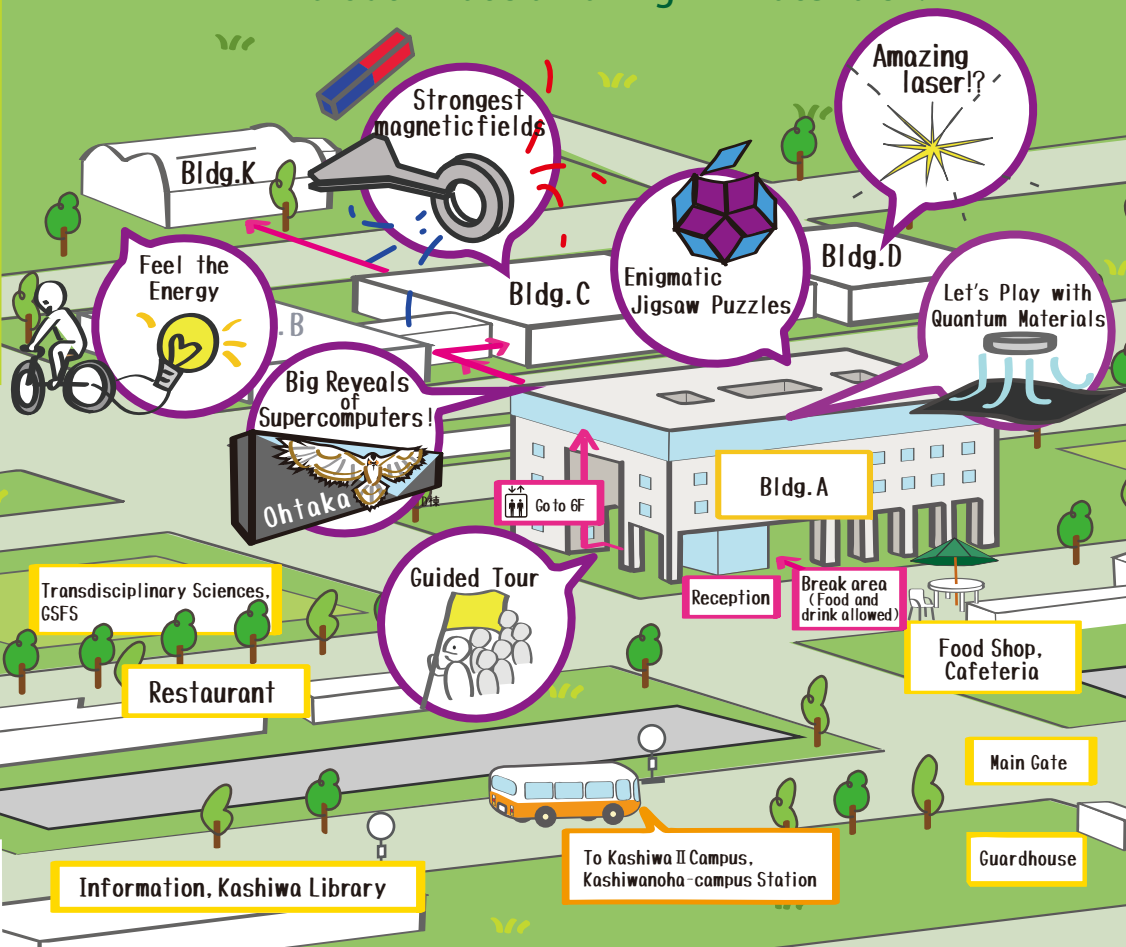 Amazing
laser!?
Strongest
magnetic fields
Bldg.K
Bldg.D
Feel the
Energy
Enigmatic
Jigsaw Puzzles
Bldg.C
Let's Play with
Quantum Materials
.B
Big Reveals
of
Supercomputers!
Ohtaka
Bldg.A
Go to 6F
Guided Tour
Reception
Break area
(Food and
drink allowed)
Transdisciplinary Sciences,
GSFS
Food Shop,
Cafeteria
Restaurant
Main Gate
To Kashiwa Ⅱ Campus,
Kashiwanoha-campus Station
Guardhouse
Information, Kashiwa Library